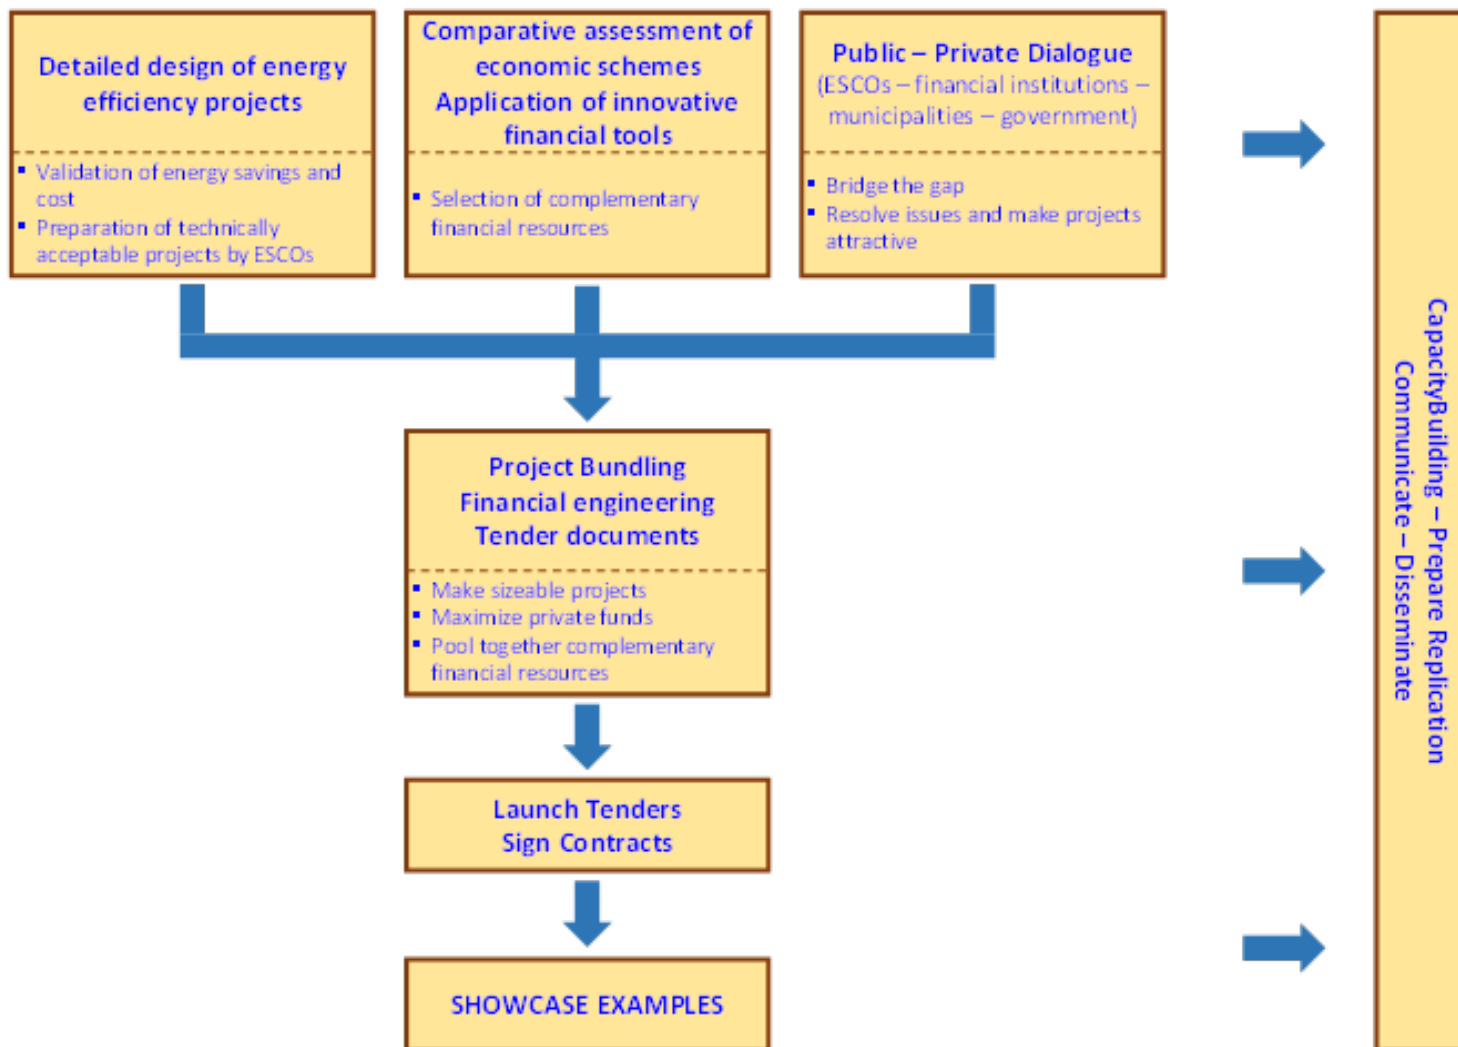 Detailed design of energy
efficiency projects
▪ Validation of energy savings and
cost
▪ Preparation of technically
acceptable projects by ESCOs
Comparative assessment of
economic schemes
Application of innovative
financial tools
▪ Selection of complementary
financial resources
Public – Private Dialogue
(ESCOs – financial institutions –
municipalities – government)
▪ Bridge the gap
▪ Resolve issues and make projects
attractive
Project Bundling
Financial engineering
Tender documents
▪ Make sizeable projects
▪ Maximize private funds
▪ Pool together complementary
financial resources
Launch Tenders
Sign Contracts
SHOWCASE EXAMPLES
CapacityBuilding – Prepare Replication
Communicate – Disseminate